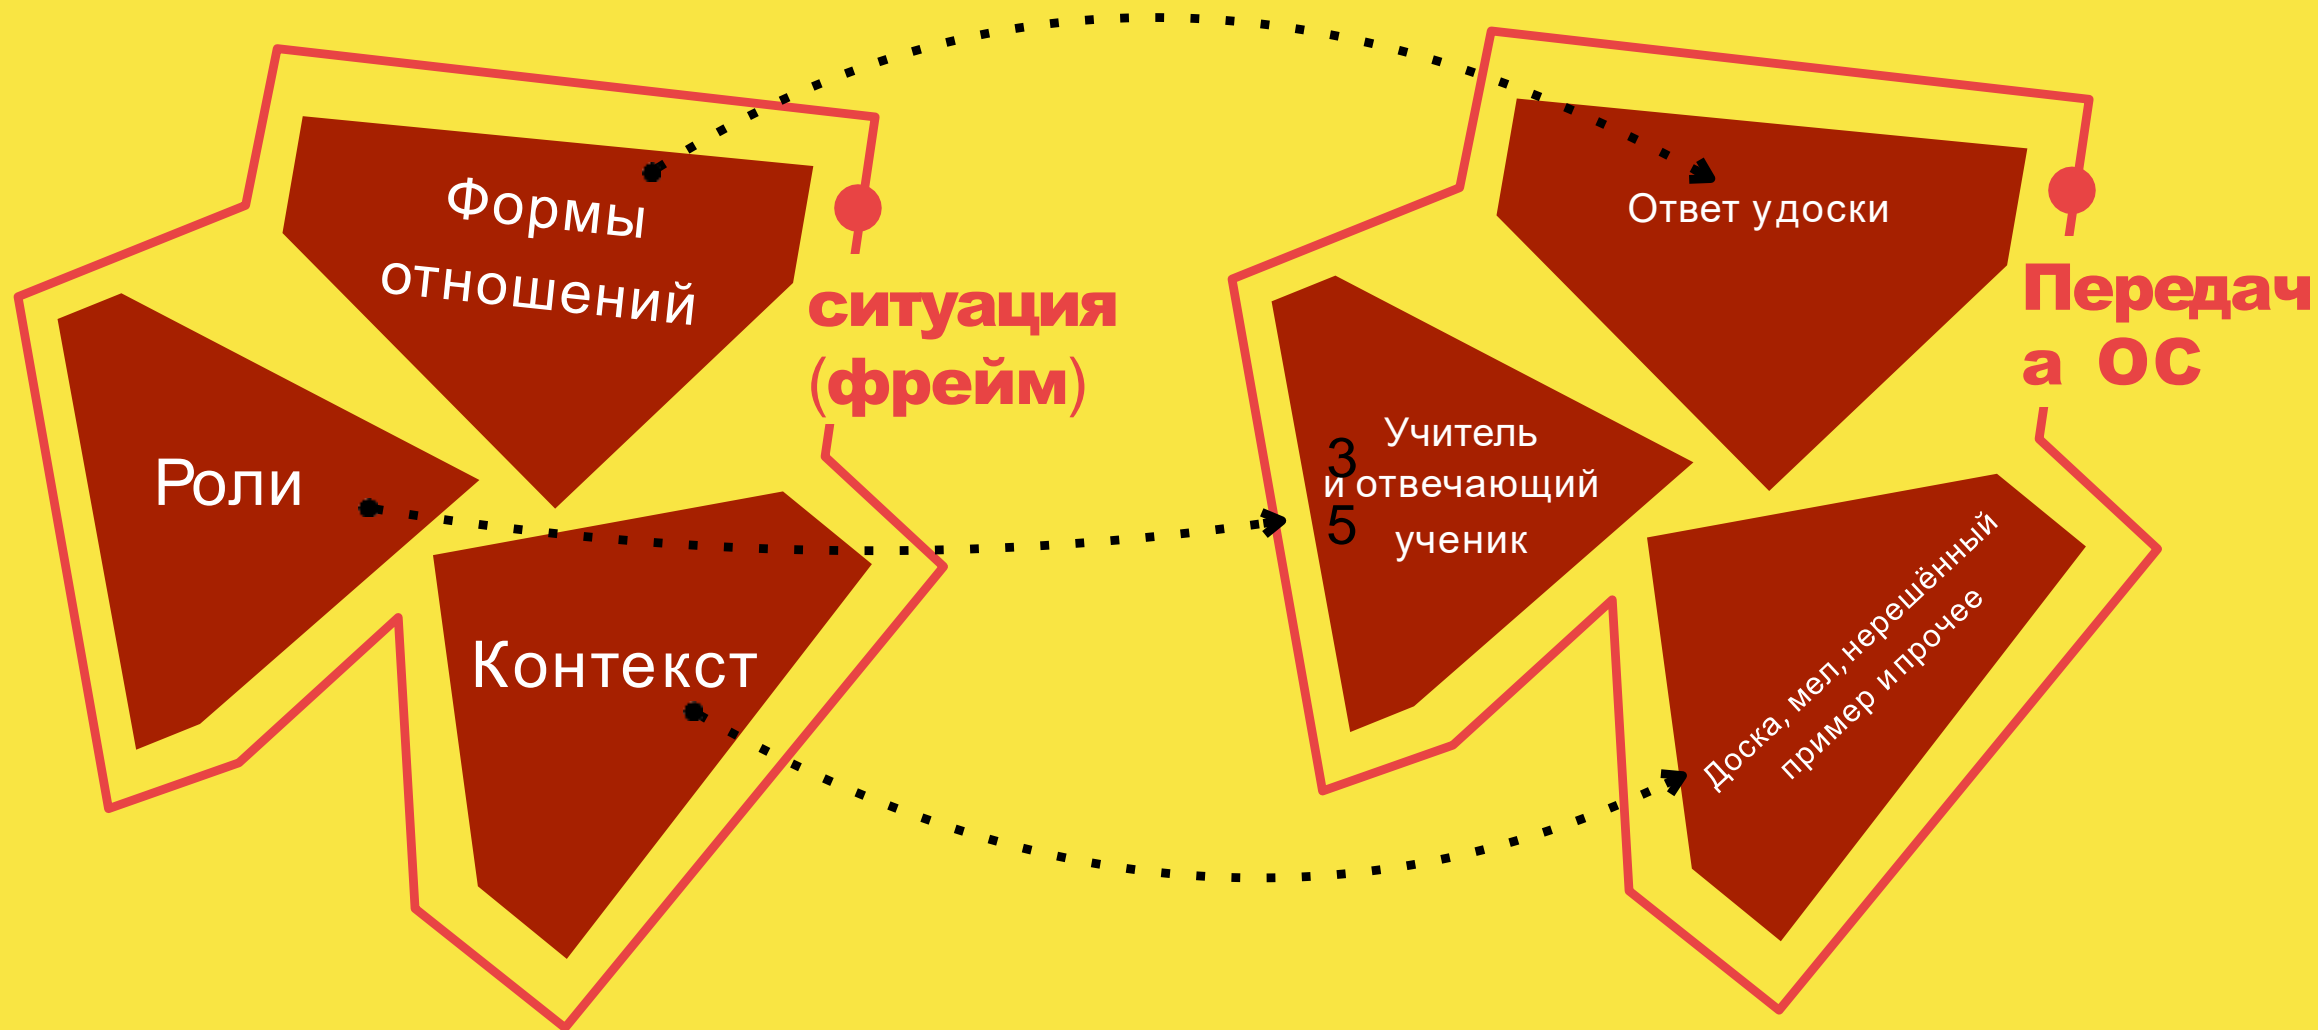 Формы
отношений
ситуация
(фрейм)
Роли
Контекст
Ответ у доски
Передач
а ОС
Учитель
и отвечающий
ученик
3
5
Доска, мел, нерешённый
пример и прочее